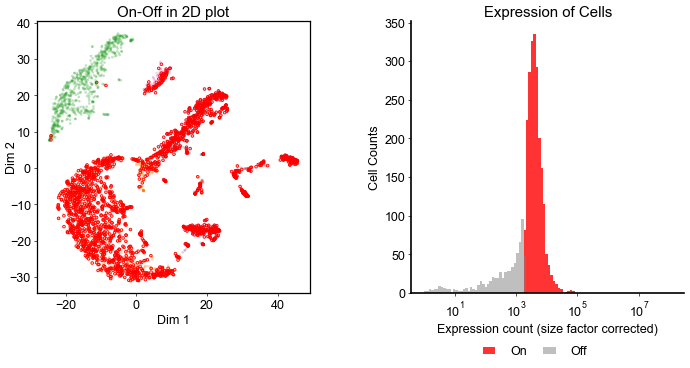 On-Off in 2D plot
Expression of Cells
40
30
20
10
0
−10
−20
−30
Dim 2
−20 0 20 40
Dim 1
350
300
250
200
150
100
50
0
Cell Counts
10^1 10^3 10^5 10^7
Expression count (size factor corrected)
On Off